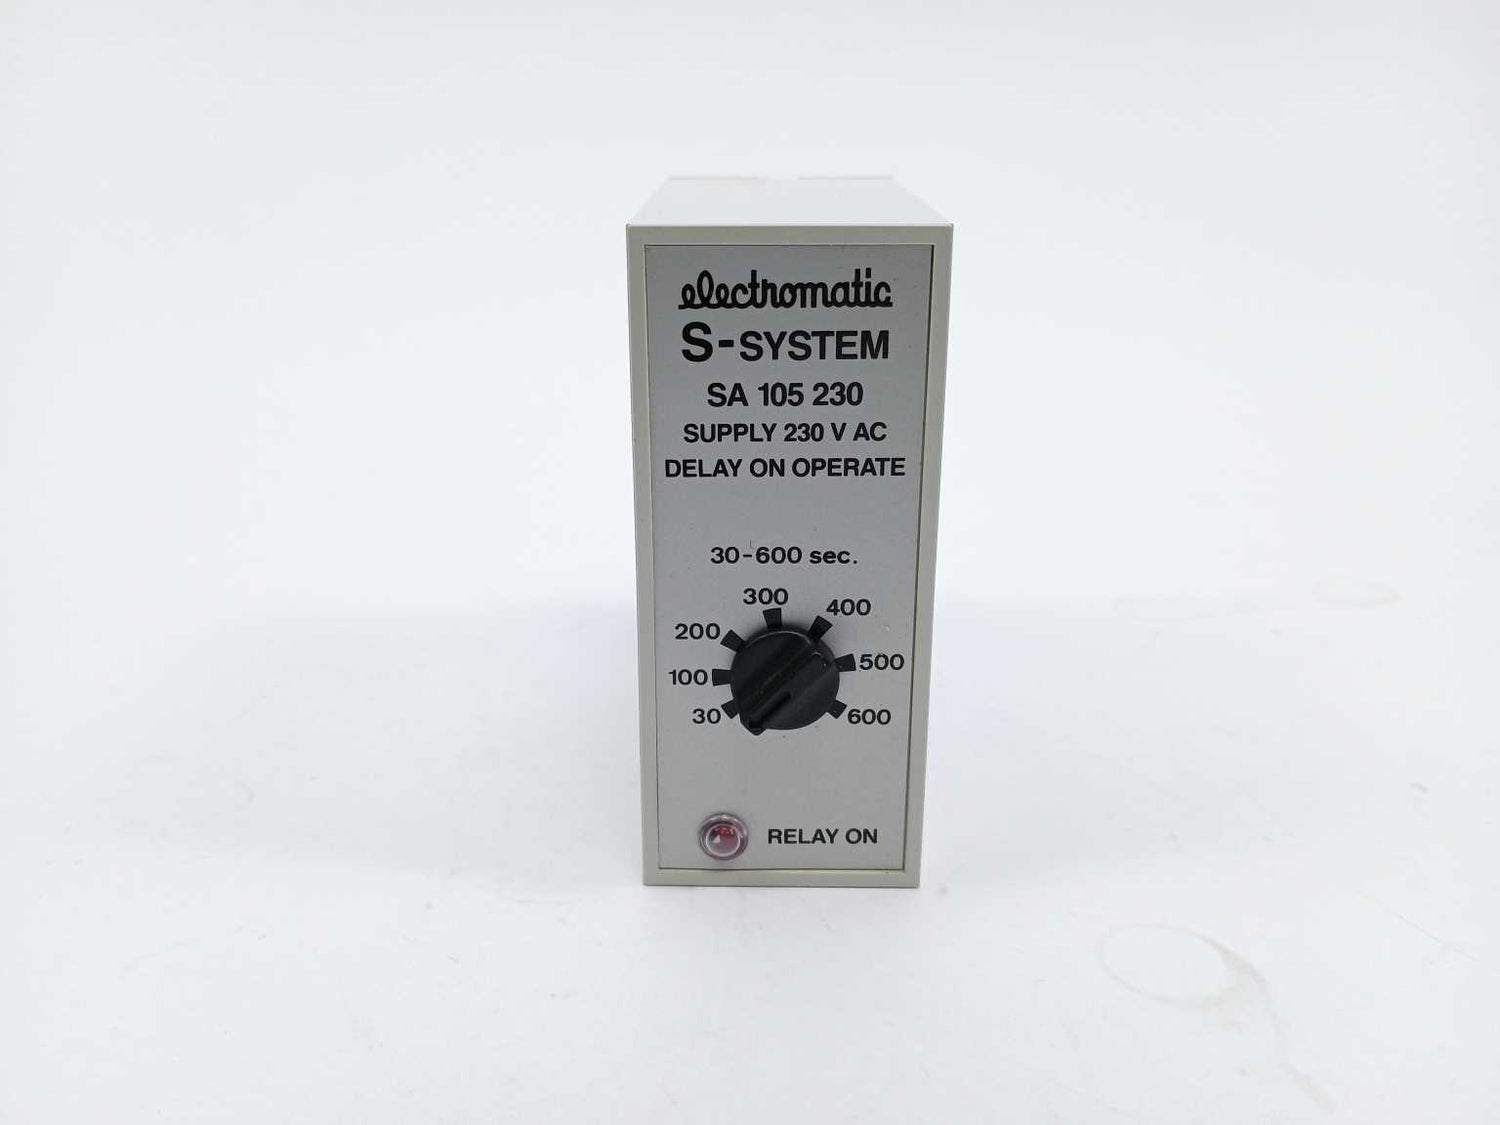 electromatic
S-SYSTEM
SA 105 230
SUPPLY 230 V AC
DELAY ON OPERATE
30-600 sec.
300
400
200
500
100
30
600
RELAY ON